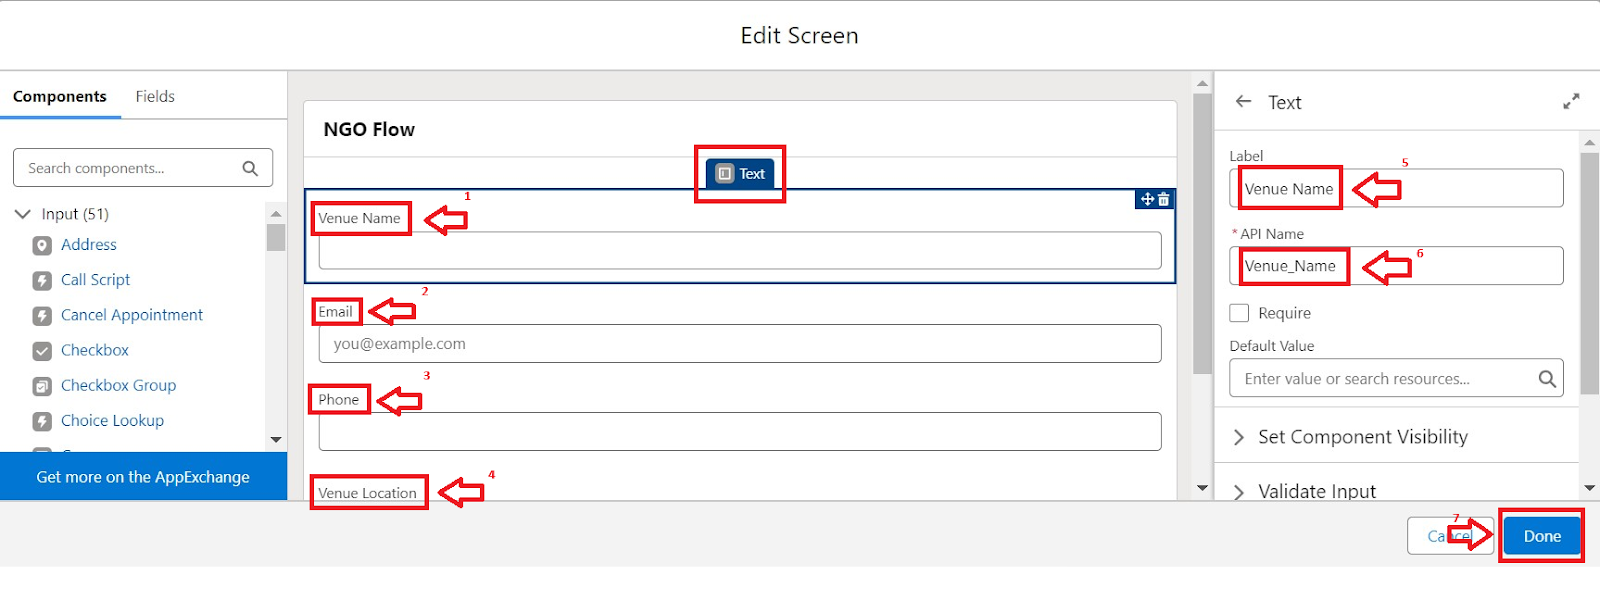 Edit Screen
Components
Fields
Search components...
Input (51)
Address
Call Script
Cancel Appointment
Checkbox
Checkbox Group
Choice Lookup
Get more on the AppExchange
NGO Flow
Text
Venue Name
1
Email
2
you@example.com
Phone
3
Venue Location
4
Text
Label
Venue Name
5
* API Name
Venue_Name
6
Require
Default Value
Enter value or search resources...
Set Component Visibility
Validate Input
Cancel
7
Done